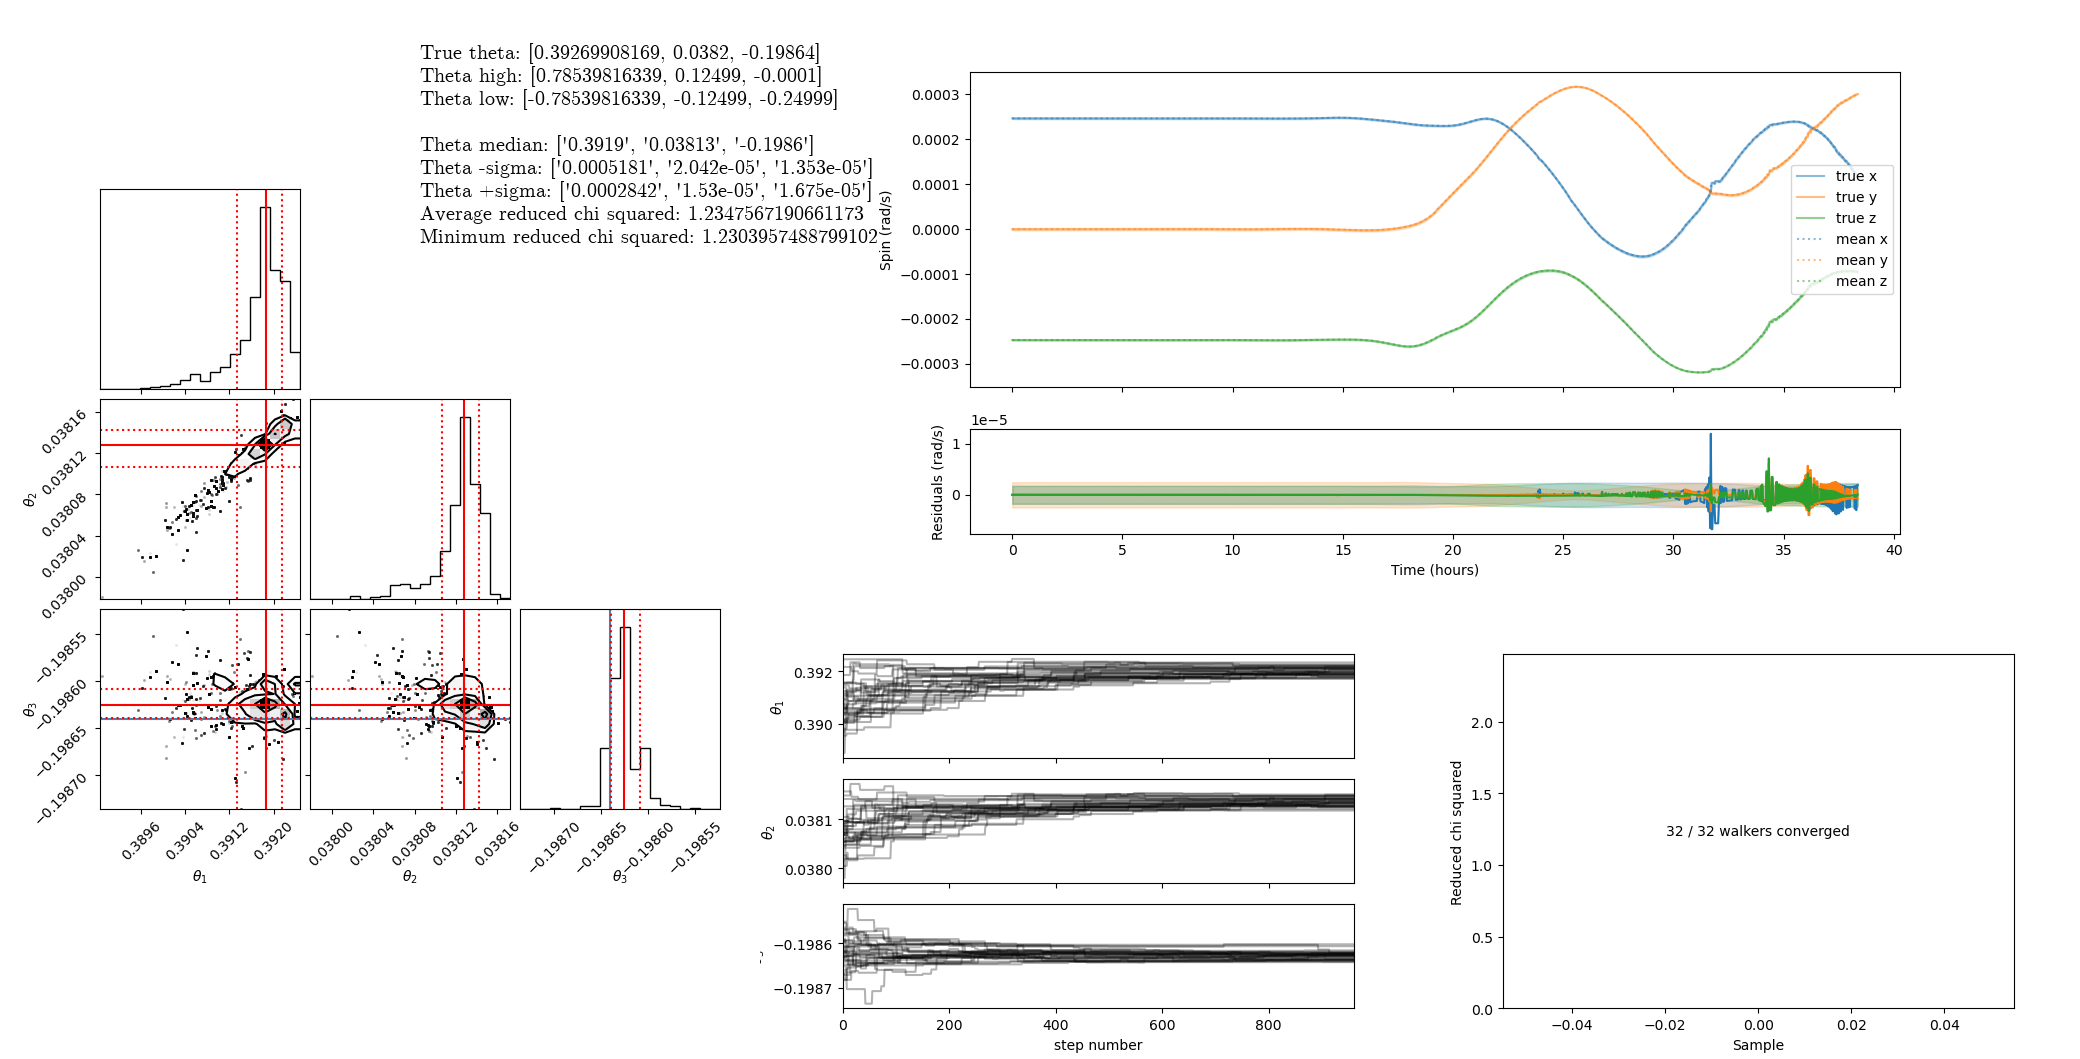 True theta: [0.39269908169, 0.0382, -0.19864]
Theta high: [0.78539816339, 0.12499, -0.0001]
Theta low: [-0.78539816339, -0.12499, -0.24999]
Theta median: ['0.3919', '0.03813', '-0.1986']
Theta -sigma: ['0.0005181', '2.042e-05', '1.353e-05']
Theta +sigma: ['0.0002842', '1.53e-05', '1.675e-05']
Average reduced chi squared: 1.2347567190661173
Minimum reduced chi squared: 1.2303957488799102
0.0003
0.0002
0.0001
0.0000
−0.0001
−0.0002
−0.0003
Spin (rad/s)
true x
true y
true z
mean x
mean y
mean z
1e−5
1
0
Residuals (rad/s)
0 5 10 15 20 25 30 35 40
Time (hours)
0.03816
0.03812
0.03808
0.03804
0.03800
θ2
−0.19855
−0.19860
−0.19865
−0.19870
θ3
0.3896 0.3904 0.3912 0.3920
θ1
0.03800 0.03804 0.03808 0.03812 0.03816
θ2
−0.19870 −0.19865 −0.19860 −0.19855
θ3
0.392
0.390
θ1
0.0381
0.0380
θ2
−0.1986
−0.1987
0 200 400 600 800
step number
2.0
1.5
1.0
0.5
0.0
Reduced chi squared
32 / 32 walkers converged
−0.04 −0.02 0.00 0.02 0.04
Sample